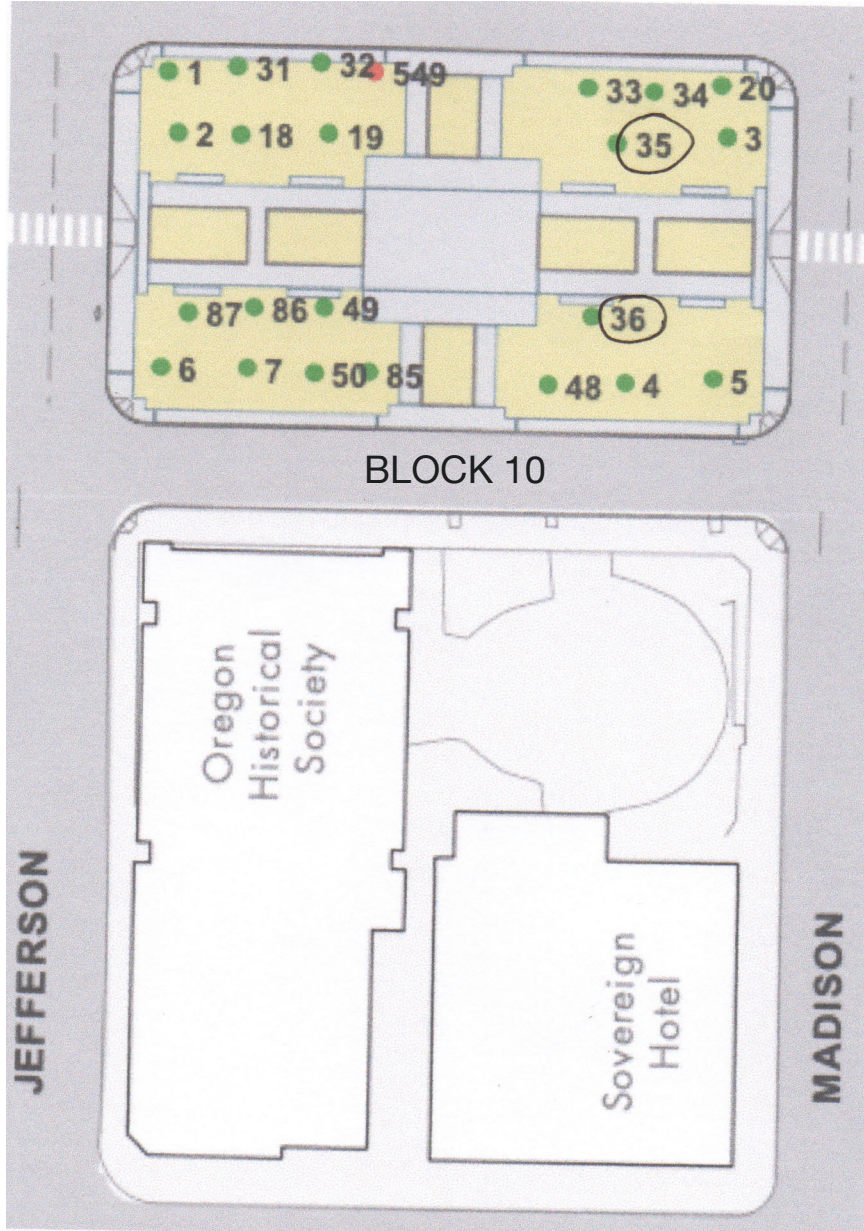 1 31 32 549 33 34 20
2 18 19 35 3
87 86 49 36
6 7 50 85 48 4 5
BLOCK 10
Oregon
Historical
Society
Sovereign
Hotel
JEFFERSON
MADISON